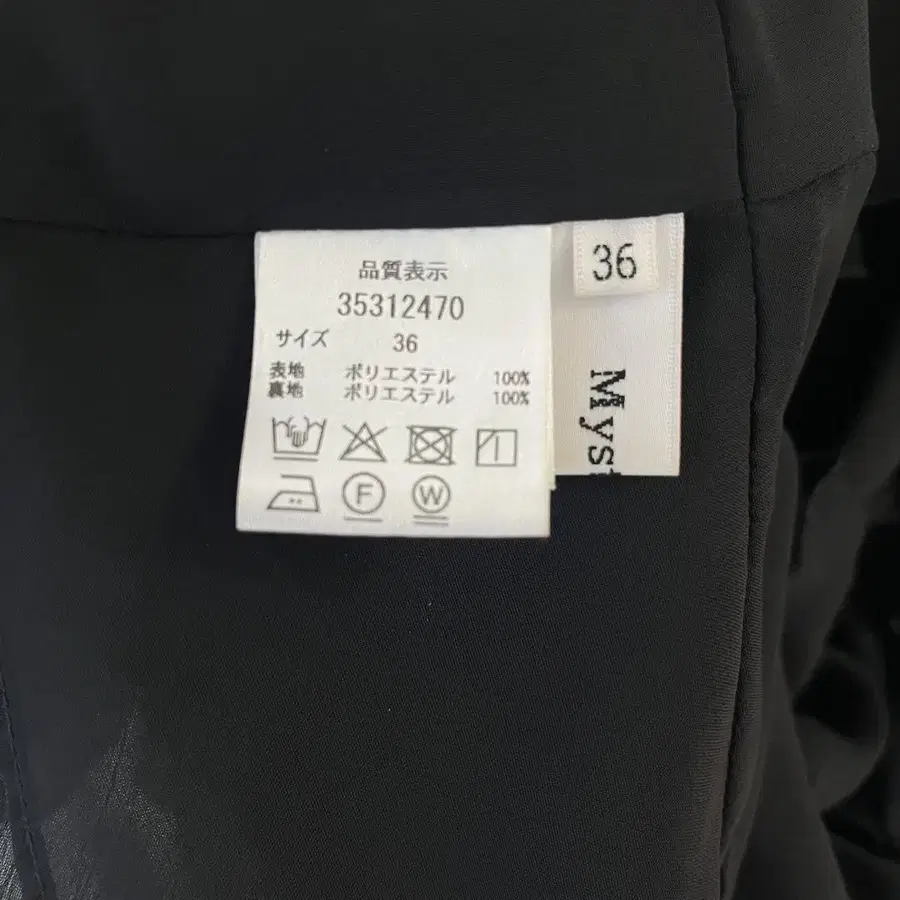 品質表示
35312470
サイズ 36
表地 ポリエステル 100%
裏地 ポリエステル 100%
F W
36
Myst